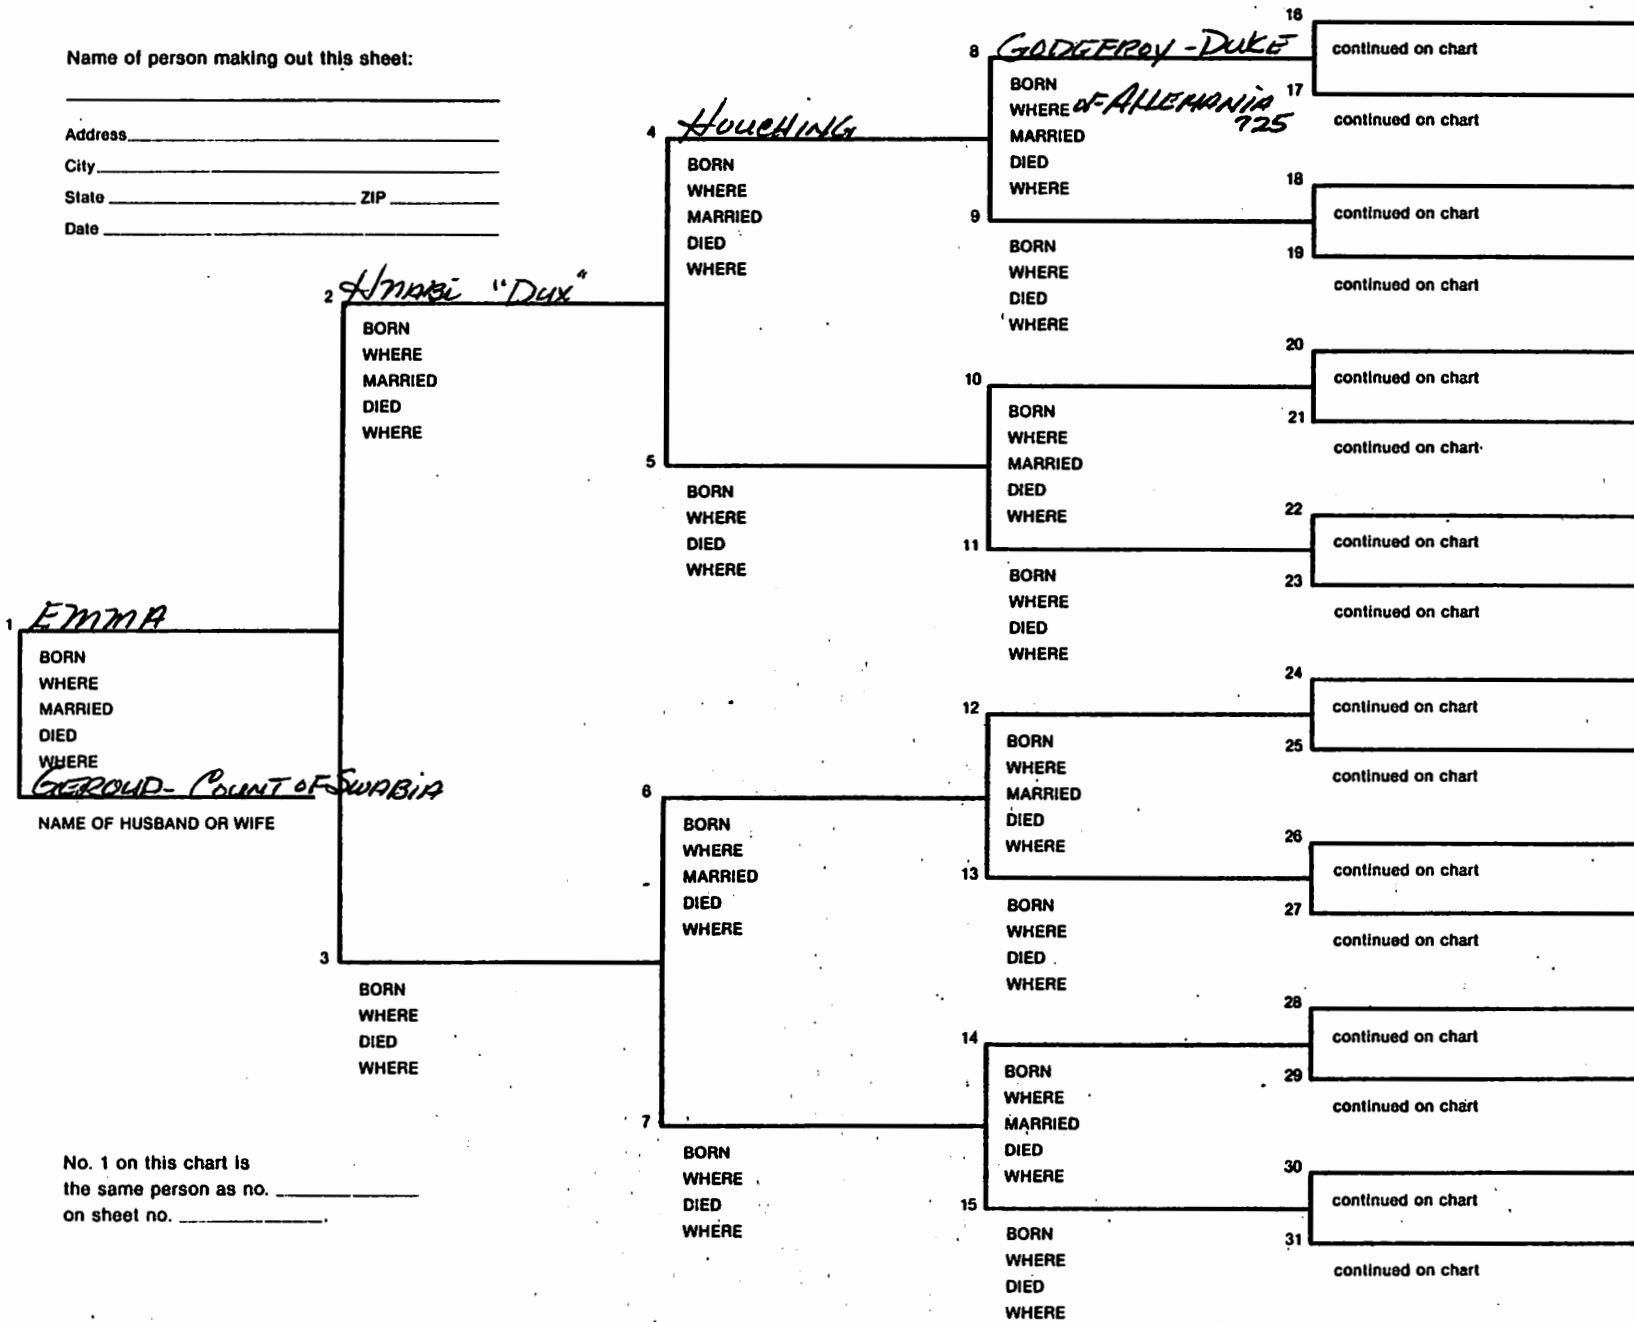 Name of person making out this sheet:
Address
City
State ZIP
Date
1 EMMA
BORN
WHERE
MARRIED
DIED
WHERE
GEROUD- COUNT OF SWABIA
NAME OF HUSBAND OR WIFE
No. 1 on this chart is
the same person as no.
on sheet no. .
2 HNABI "DUX"
BORN
WHERE
MARRIED
DIED
WHERE
3
BORN
WHERE
DIED
WHERE
4 HOUCHING
BORN
WHERE
MARRIED
DIED
WHERE
5
BORN
WHERE
DIED
WHERE
6
BORN
WHERE
MARRIED
DIED
WHERE
7
BORN
WHERE
DIED
WHERE
8 GODGEFROY - DUKE
BORN
WHERE OF ALLEMANIA
725
MARRIED
DIED
WHERE
9
BORN
WHERE
DIED
WHERE
10
BORN
WHERE
MARRIED
DIED
WHERE
11
BORN
WHERE
DIED
WHERE
12
BORN
WHERE
MARRIED
DIED
WHERE
13
BORN
WHERE
DIED
WHERE
14
BORN
WHERE
MARRIED
DIED
WHERE
15
BORN
WHERE
DIED
WHERE
16
continued on chart
17
continued on chart
18
continued on chart
19
continued on chart
20
continued on chart
21
continued on chart
22
continued on chart
23
continued on chart
24
continued on chart
25
continued on chart
26
continued on chart
27
continued on chart
28
continued on chart
29
continued on chart
30
continued on chart
31
continued on chart